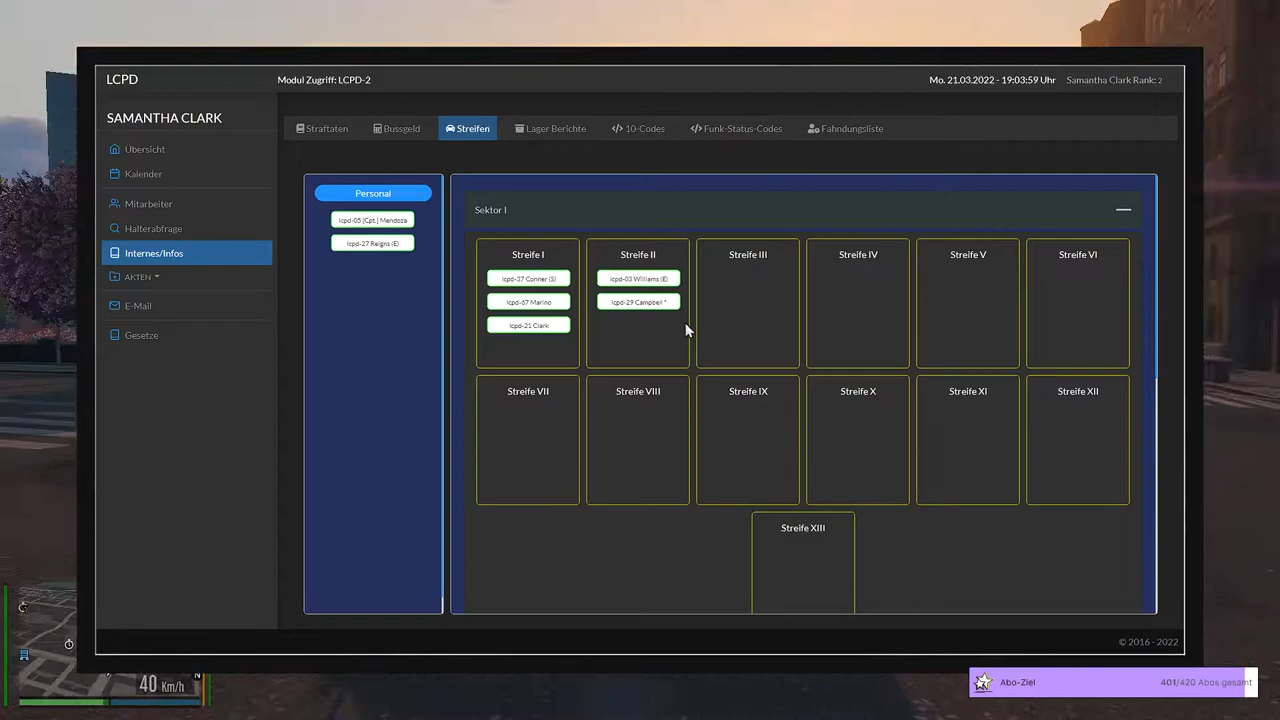 LCPD
Modul Zugriff: LCPD-2
Mo. 21.03.2022 - 19:03:59 Uhr
Samantha Clark Rank: 2
SAMANTHA CLARK
Übersicht
Kalender
Mitarbeiter
Halterabfrage
Internes/Infos
AKTEN
E-Mail
Gesetze
Straftaten
Bussgeld
Streifen
Lager Berichte
10-Codes
Funk-Status-Codes
Fahndungsliste
Personal
lcpd-05 [Cpt.] Mendoza
lcpd-27 Reigns (E)
Sektor I
Streife I
lcpd-37 Conner (S)
lcpd-67 Marino
lcpd-21 Clark
Streife II
lcpd-03 Williams (E)
lcpd-29 Campbell *
Streife III
Streife IV
Streife V
Streife VI
Streife VII
Streife VIII
Streife IX
Streife X
Streife XI
Streife XII
Streife XIII
© 2016 - 2022
N
40 Km/h
Abo-Ziel
401/420 Abos gesamt